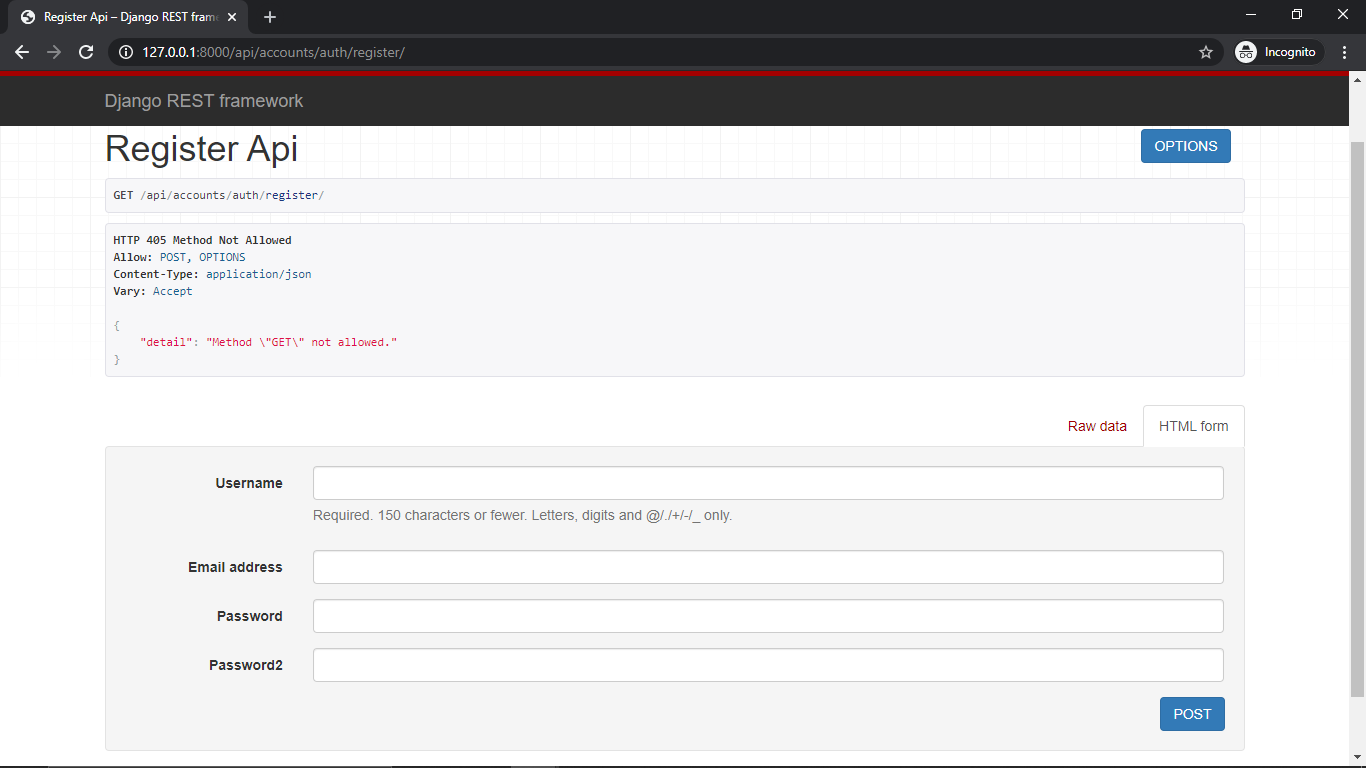 Register Api – Django REST fram
127.0.0.1:8000/api/accounts/auth/register/
Incognito
Django REST framework
Register Api
OPTIONS
GET /api/accounts/auth/register/
HTTP 405 Method Not Allowed
Allow: POST, OPTIONS
Content-Type: application/json
Vary: Accept
{
"detail": "Method \"GET\" not allowed."
}
Raw data
HTML form
Username
Required. 150 characters or fewer. Letters, digits and @/./+/-/_ only.
Email address
Password
Password2
POST